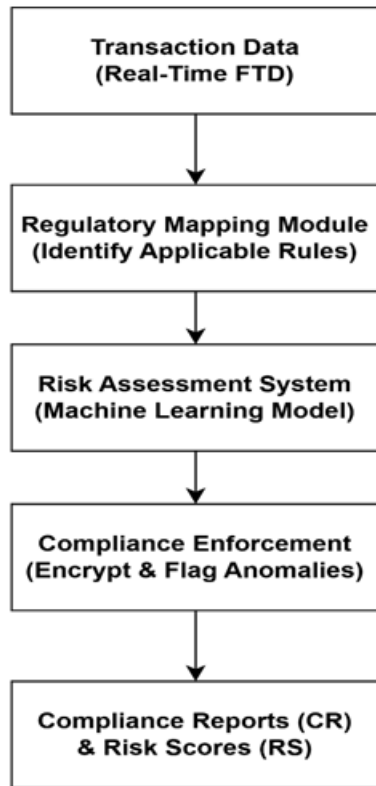 Transaction Data
(Real-Time FTD)
Regulatory Mapping Module
(Identify Applicable Rules)
Risk Assessment System
(Machine Learning Model)
Compliance Enforcement
(Encrypt & Flag Anomalies)
Compliance Reports (CR)
& Risk Scores (RS)